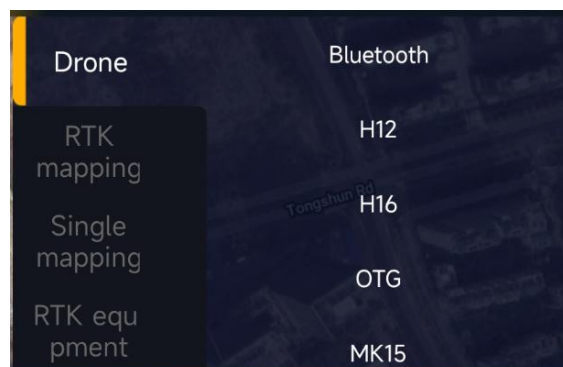 Drone
RTK
mapping
Single
mapping
RTK equ
pment
Bluetooth
H12
Tongshun Rd
H16
OTG
MK15